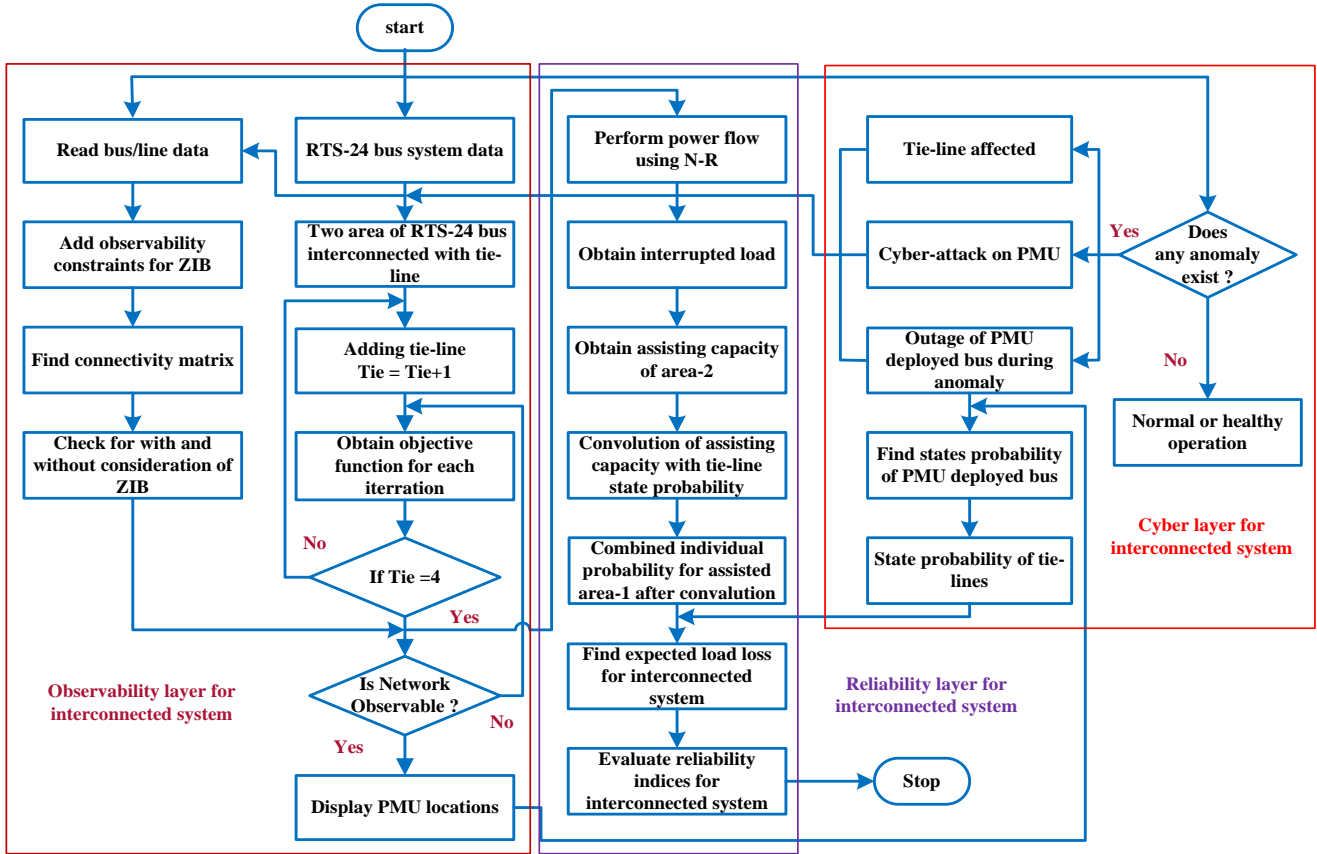 start
Read bus/line data
Add observability
constraints for ZIB
Find connectivity matrix
Check for with and
without consideration of
ZIB
Observability layer for
interconnected system
RTS-24 bus system data
Two area of RTS-24 bus
interconnected with tie-
line
Adding tie-line
Tie = Tie+1
Obtain objective
function for each
iterration
No
If Tie =4
Yes
Is Network
Observable ?
No
Yes
Display PMU locations
Perform power flow
using N-R
Obtain interrupted load
Obtain assisting capacity
of area-2
Convolution of assisting
capacity with tie-line
state probability
Combined individual
probability for assisted
area-1 after convalution
Find expected load loss
for interconnected
system
Evaluate reliability
indices for
interconnected system
Reliability layer for
interconnected system
Stop
Tie-line affected
Cyber-attack on PMU
Outage of PMU
deployed bus during
anomaly
Find states probability
of PMU deployed bus
State probability of tie-
lines
Yes
Does
any anomaly
exist ?
No
Normal or healthy
operation
Cyber layer for
interconnected system